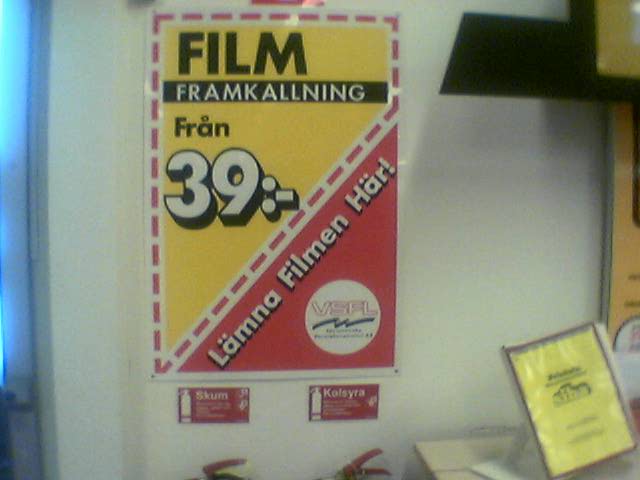 FILM
FRAMKALLNING
Från
39:-
Lämna Filmen Här!
VSFL
Skum
Kolsyra